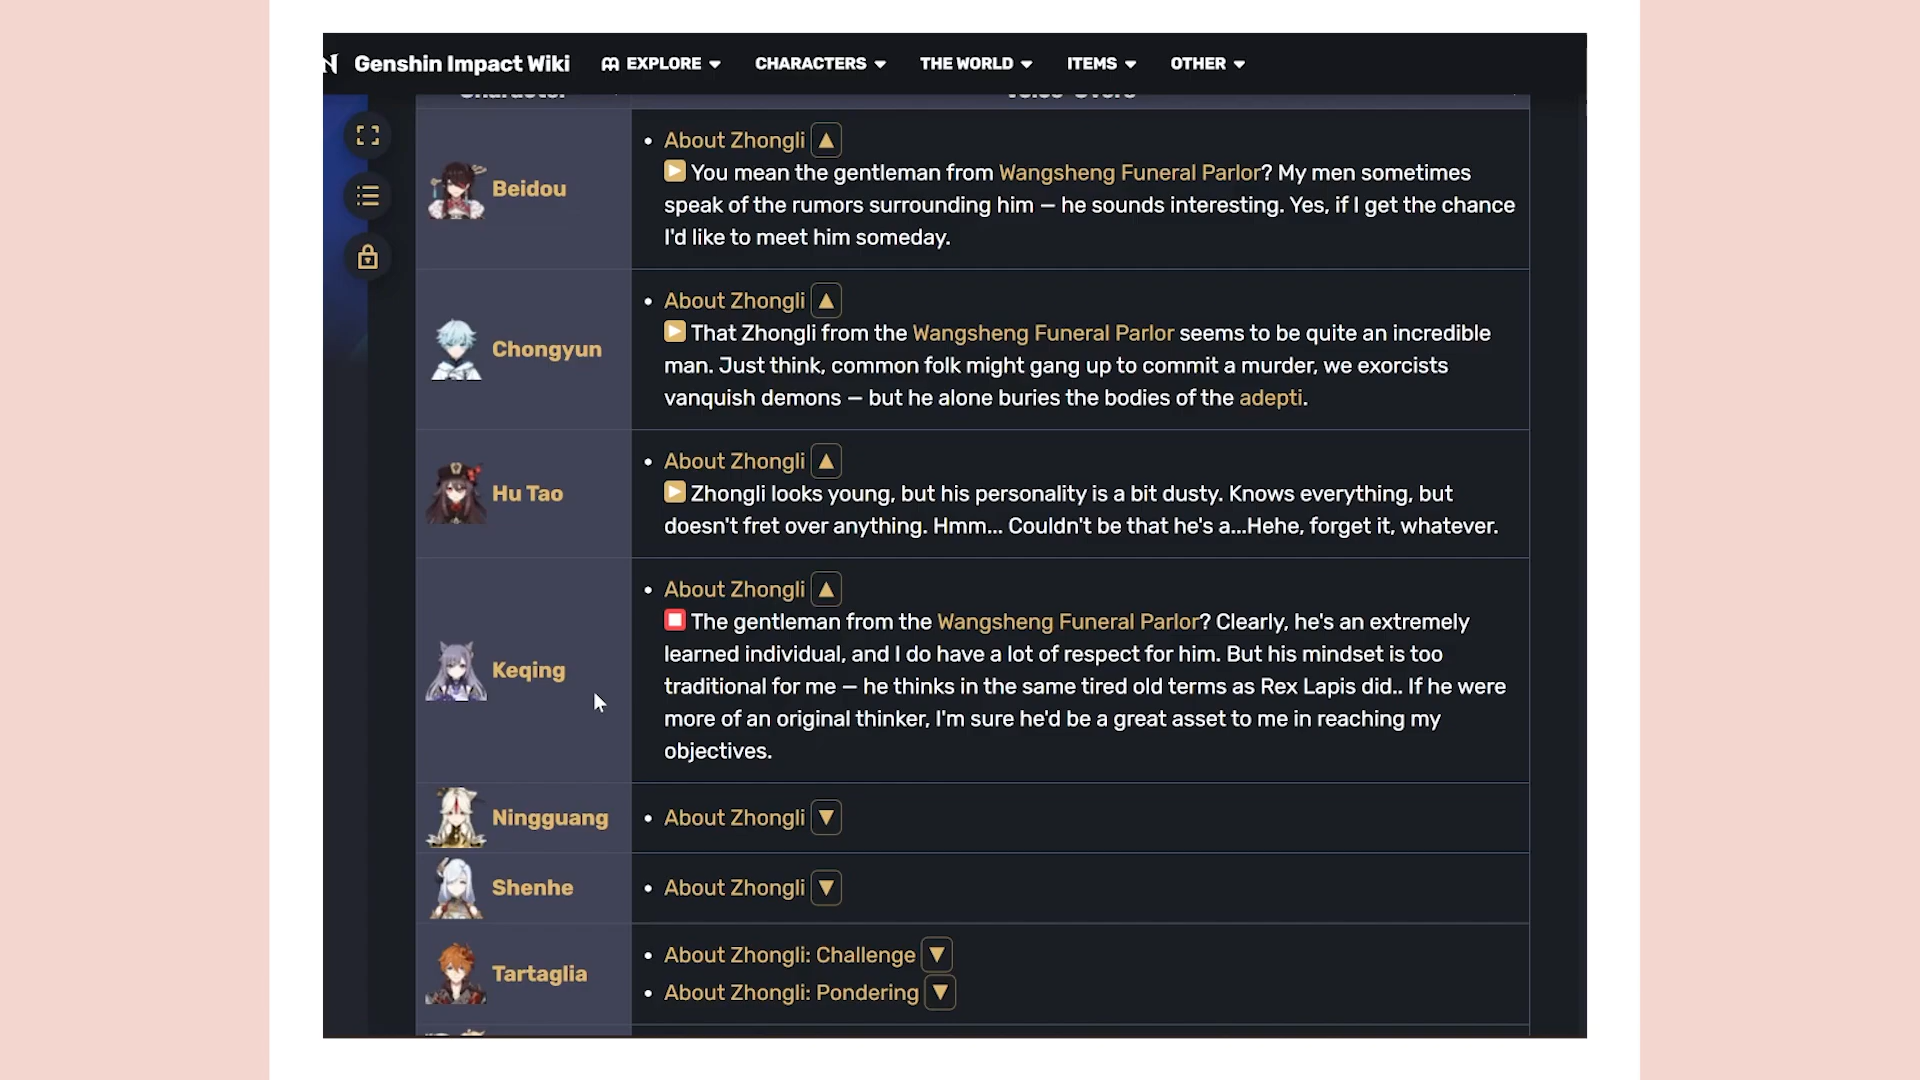 Genshin Impact Wiki EXPLORE CHARACTERS THE WORLD ITEMS OTHER
Character Voice-Overs
Beidou
• About Zhongli
You mean the gentleman from Wangsheng Funeral Parlor? My men sometimes
speak of the rumors surrounding him — he sounds interesting. Yes, if I get the chance
I'd like to meet him someday.
Chongyun
• About Zhongli
That Zhongli from the Wangsheng Funeral Parlor seems to be quite an incredible
man. Just think, common folk might gang up to commit a murder, we exorcists
vanquish demons — but he alone buries the bodies of the adepti.
Hu Tao
• About Zhongli
Zhongli looks young, but his personality is a bit dusty. Knows everything, but
doesn't fret over anything. Hmm... Couldn't be that he's a...Hehe, forget it, whatever.
Keqing
• About Zhongli
The gentleman from the Wangsheng Funeral Parlor? Clearly, he's an extremely
learned individual, and I do have a lot of respect for him. But his mindset is too
traditional for me — he thinks in the same tired old terms as Rex Lapis did.. If he were
more of an original thinker, I'm sure he'd be a great asset to me in reaching my
objectives.
Ningguang
• About Zhongli
Shenhe
• About Zhongli
Tartaglia
• About Zhongli: Challenge
• About Zhongli: Pondering